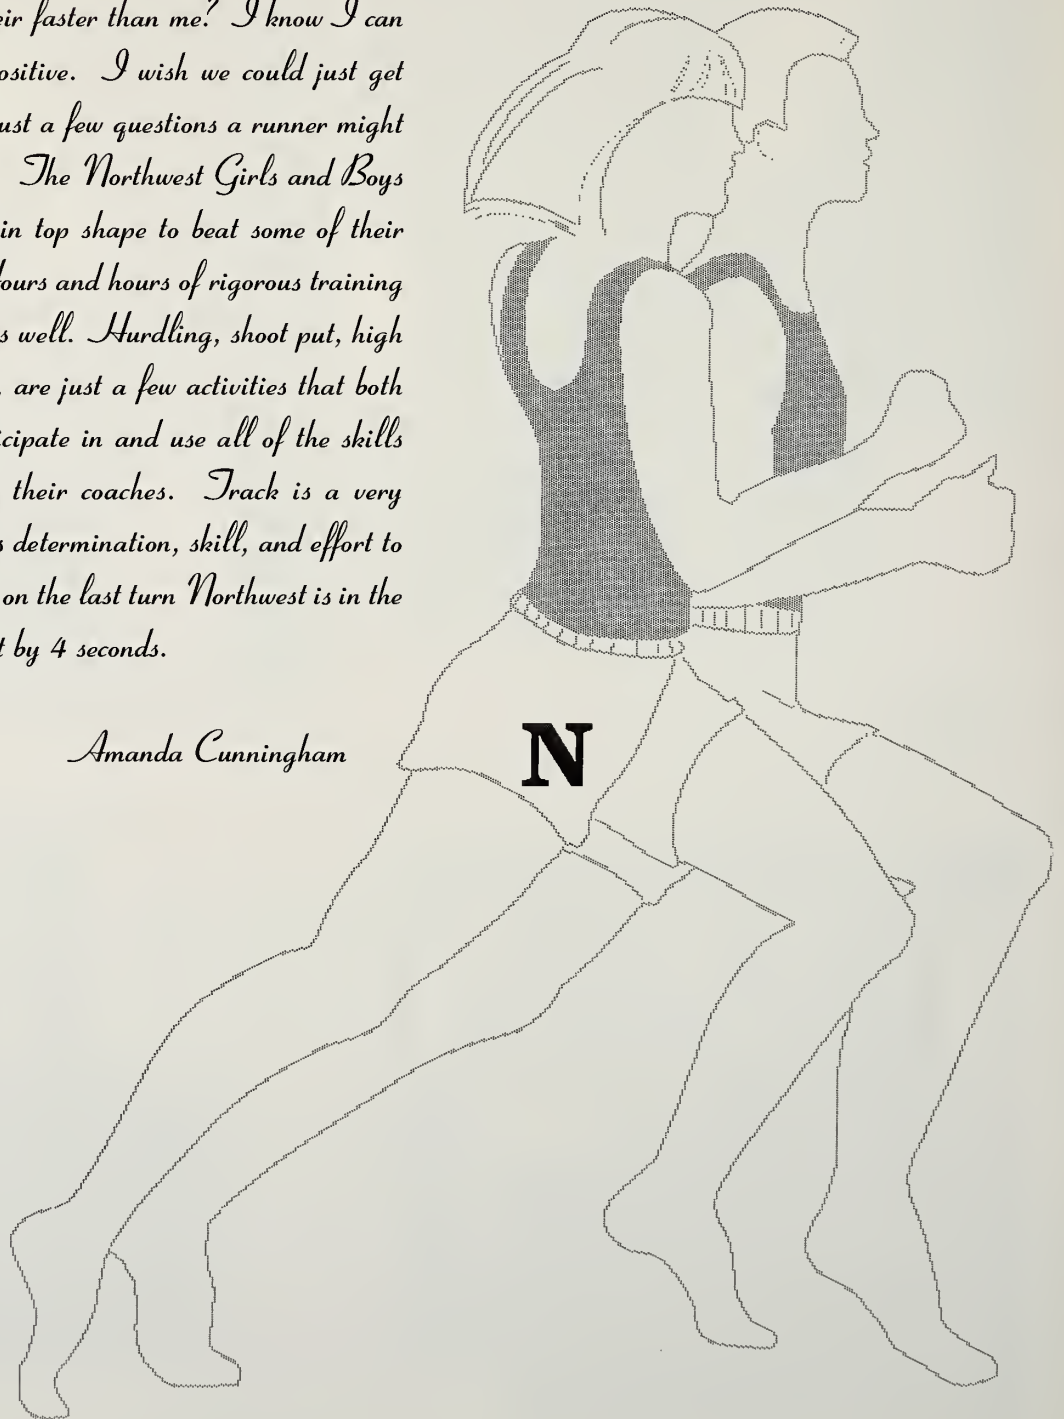 eir faster than me? I know I can
ositive. I wish we could just get
ust a few questions a runner might
The Northwest Girls and Boys
in top shape to beat some of their
ours and hours of rigorous training
s well. Hurdling, shoot put, high
are just a few activities that both
icipate in and use all of the skills
their coaches. Track is a very
s determination, skill, and effort to
on the last turn Northwest is in the
t by 4 seconds.
Amanda Cunningham
N